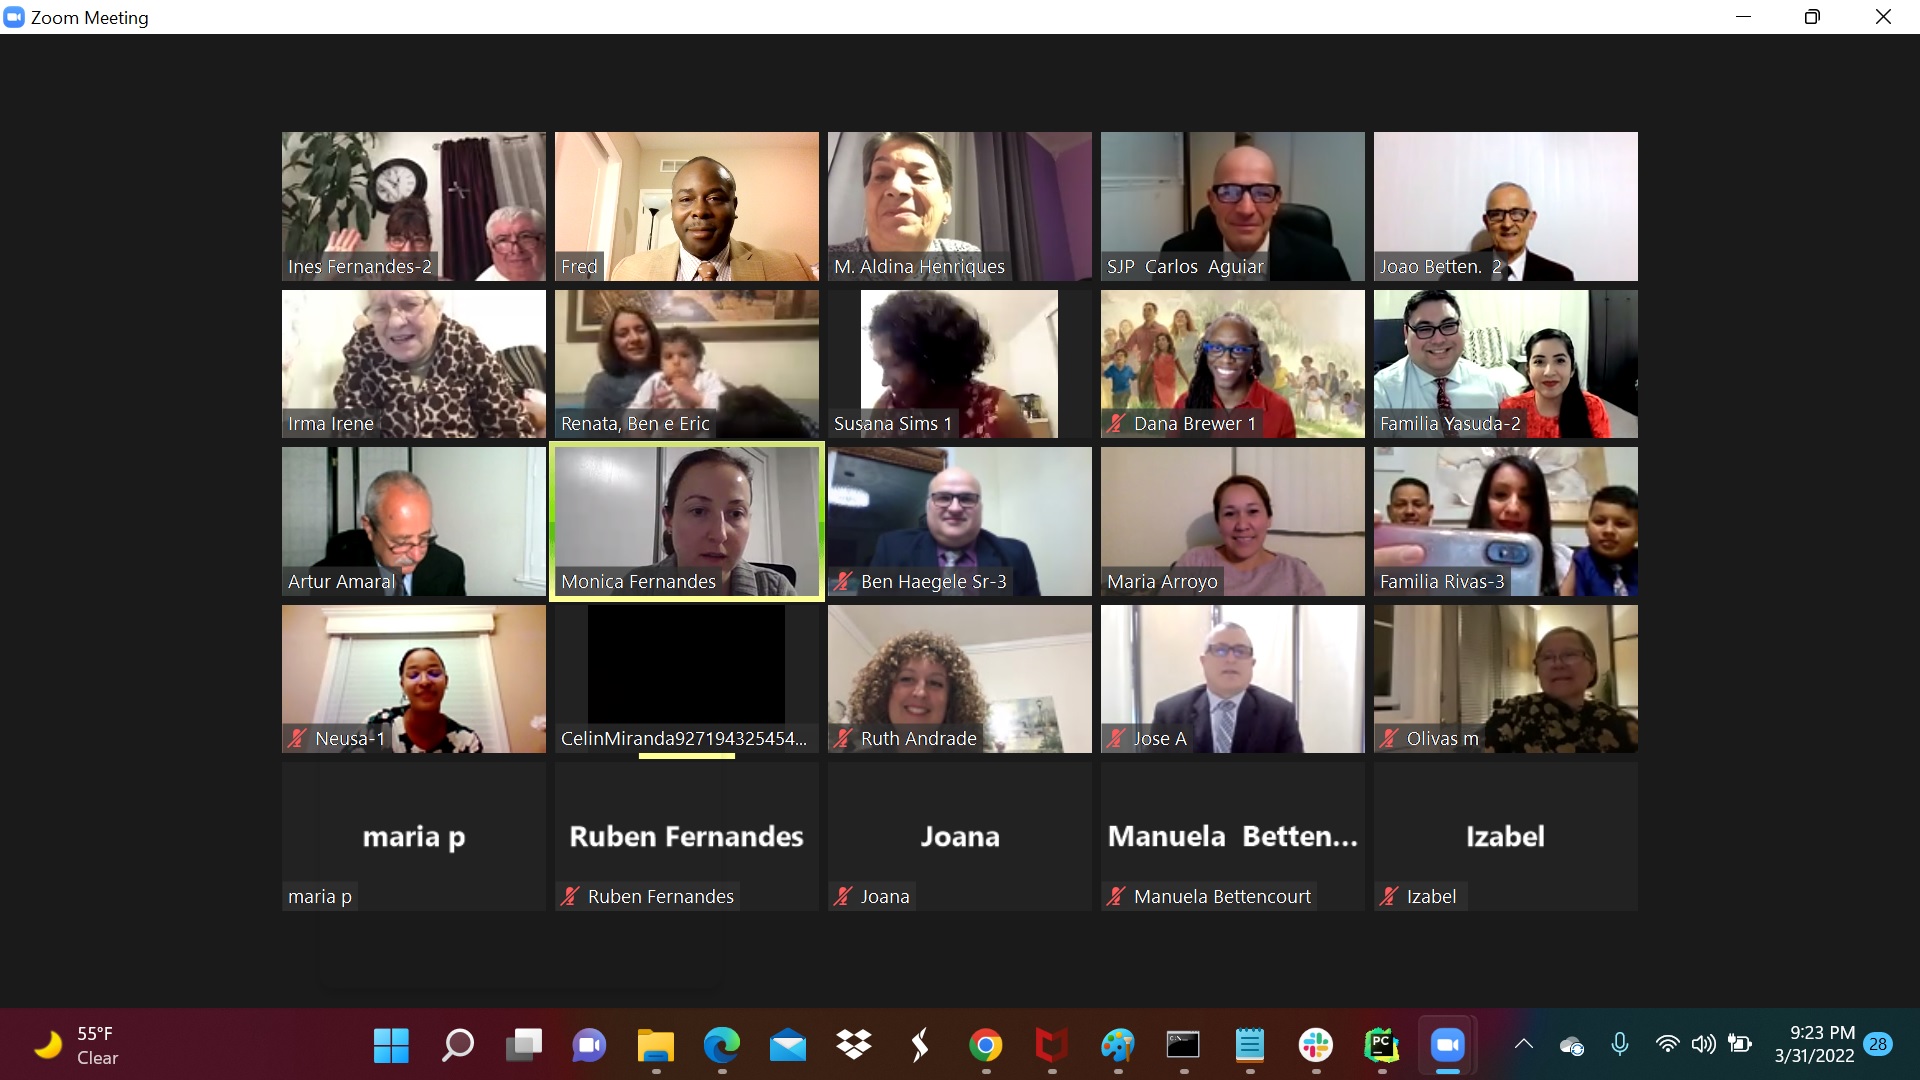 Zoom Meeting
Ines Fernandes-2
Fred
M. Aldina Henriques
SJP Carlos Aguiar
Joao Betten. 2
Irma Irene
Renata, Ben e Eric
Susana Sims 1
Dana Brewer 1
Familia Yasuda-2
Artur Amaral
Monica Fernandes
Ben Haegele Sr-3
Maria Arroyo
Familia Rivas-3
Neusa-1
CelinMiranda927194325454...
Ruth Andrade
Jose A
Olivas m
maria p
Ruben Fernandes
Joana
Manuela Betten...
Izabel
maria p
Ruben Fernandes
Joana
Manuela Bettencourt
Izabel
55°F
Clear
PC
9:23 PM
3/31/2022
28